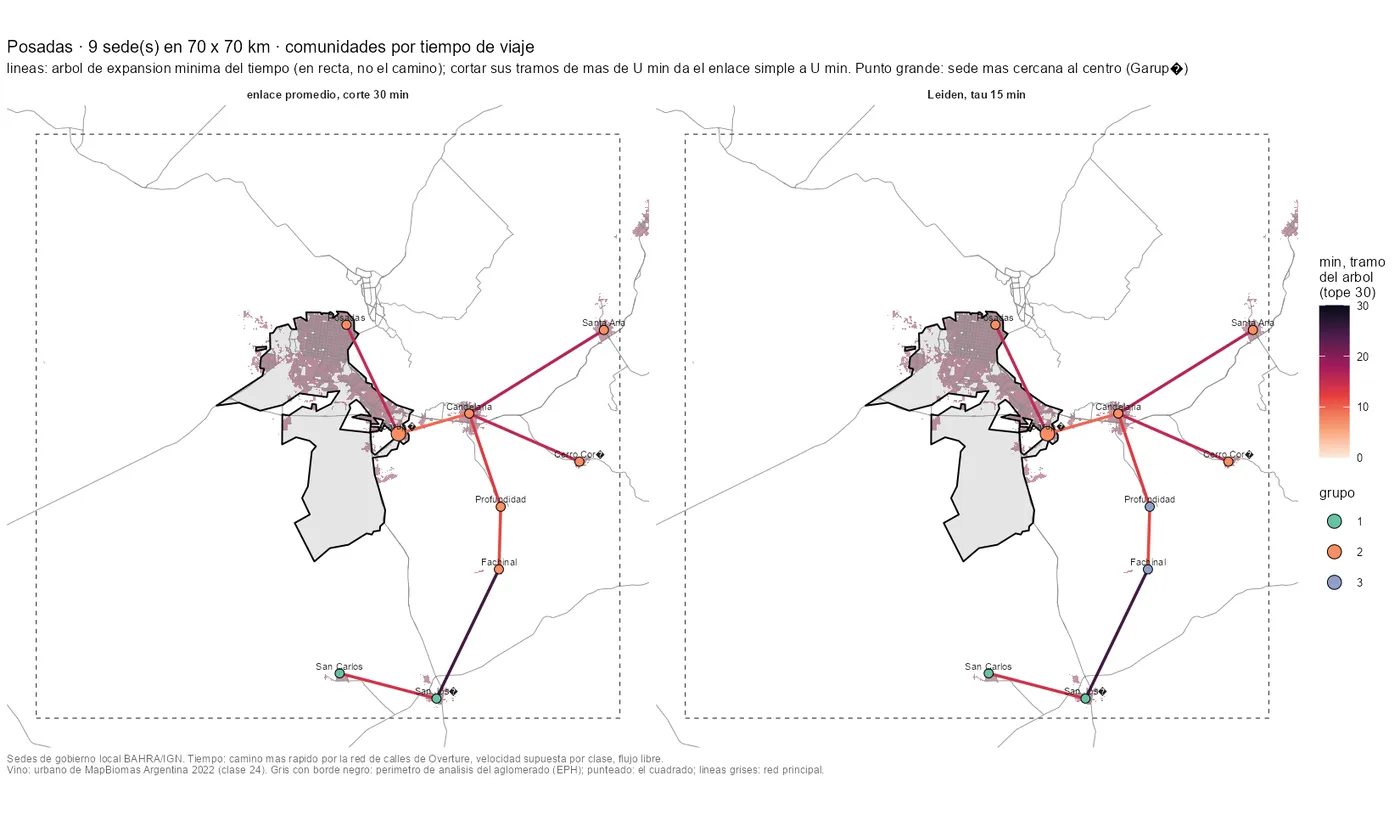 Posadas · 9 sede(s) en 70 x 70 km · comunidades por tiempo de viaje
lineas: arbol de expansion minima del tiempo (en recta, no el camino); cortar sus tramos de mas de U min da el enlace simple a U min. Punto grande: sede mas cercana al centro (Garup�)
enlace promedio, corte 30 min
Posadas
Santa Ana
Candelaria
Cerro Cor�
Profundidad
Fachinal
San Carlos
San Jos�
Leiden, tau 15 min
Posadas
Santa Ana
Candelaria
Cerro Cor�
Profundidad
Fachinal
San Carlos
San Jos�
min, tramo
del arbol
(tope 30)
30
20
10
0
grupo
1
2
3
Sedes de gobierno local BAHRA/IGN. Tiempo: camino mas rapido por la red de calles de Overture, velocidad supuesta por clase, flujo libre.
Vino: urbano de MapBiomas Argentina 2022 (clase 24). Gris con borde negro: perimetro de analisis del aglomerado (EPH); punteado: el cuadrado; lineas grises: red principal.